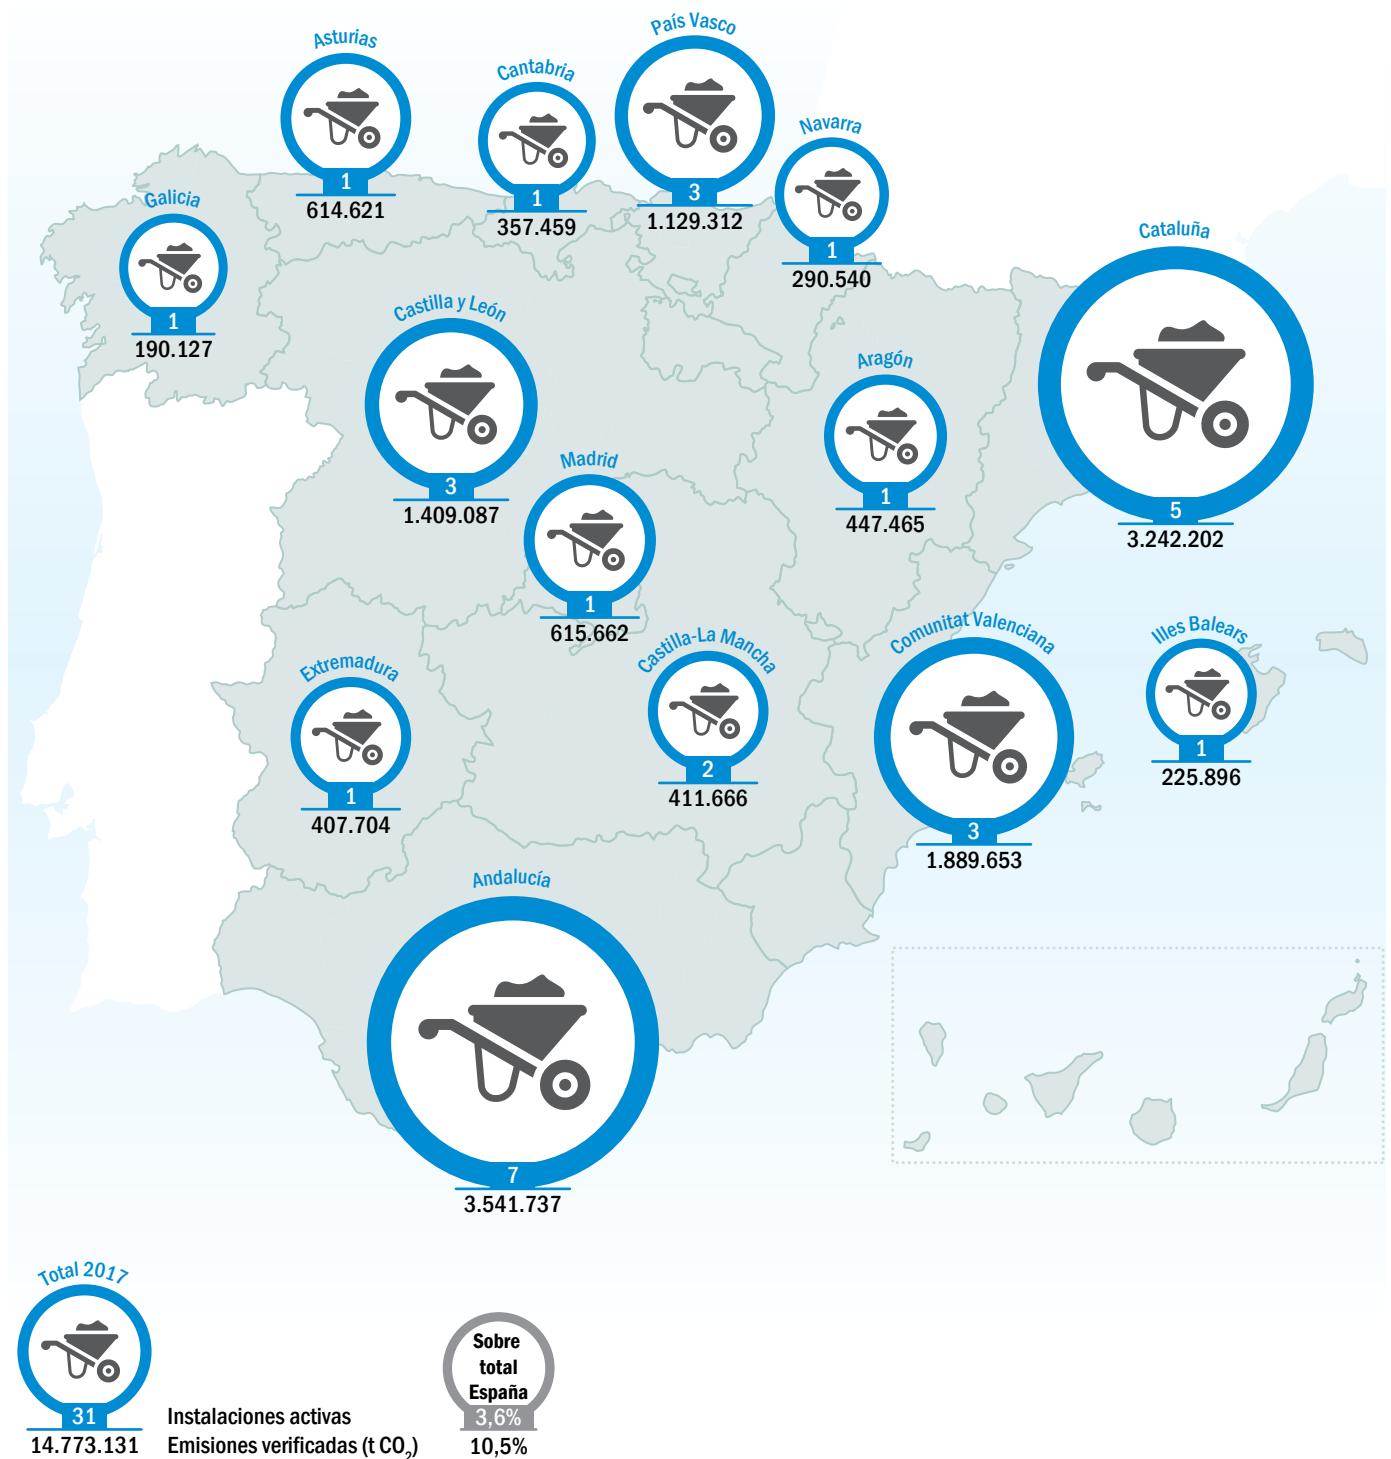 País Vasco
3
1.129.312
Asturias
1
614.621
Cantabria
1
357.459
Navarra
1
290.540
Galicia
1
190.127
Cataluña
5
3.242.202
Castilla y León
3
1.409.087
Aragón
1
447.465
Madrid
1
615.662
Comunitat Valenciana
3
1.889.653
Illes Balears
1
225.896
Castilla-La Mancha
2
411.666
Extremadura
1
407.704
Andalucía
7
3.541.737
Total 2017
31
14.773.131
Instalaciones activas
Emisiones verificadas (t CO₂)
Sobre
total
España
3,6%
10,5%